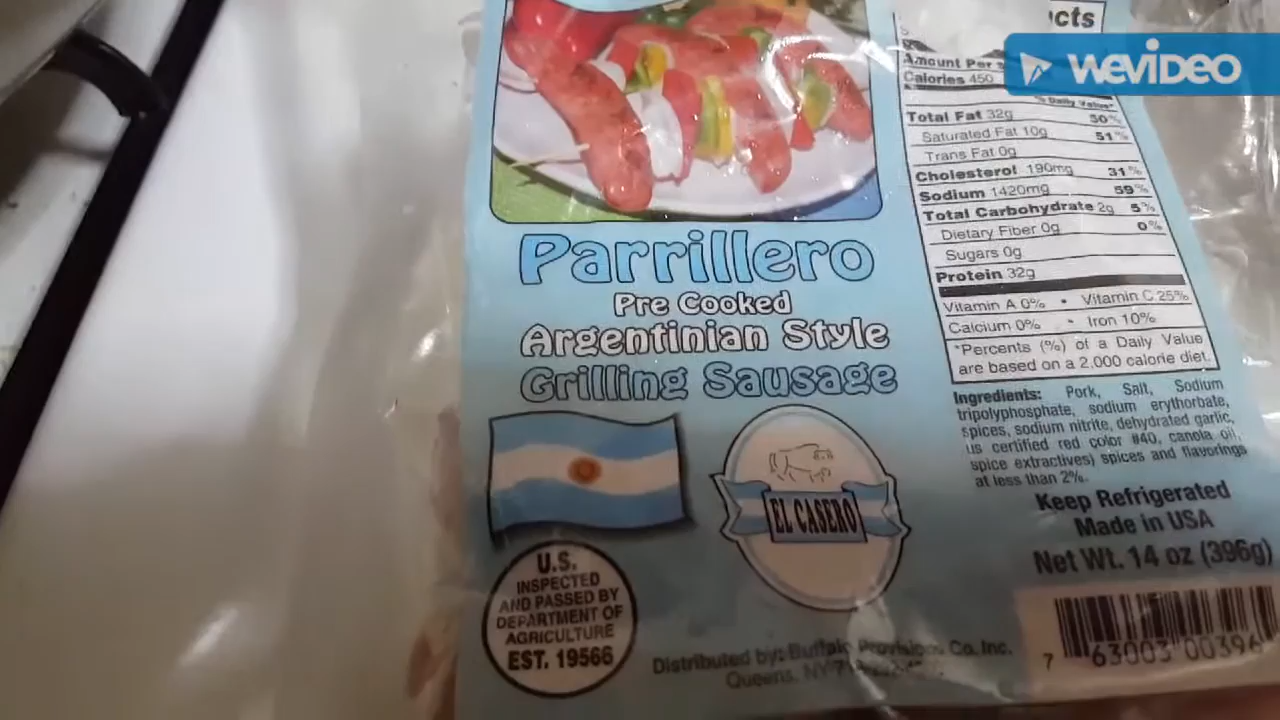 cts
WEVIDEO
Amount Per
Calories 450
% Daily Value*
Total Fat 32g 50%
Saturated Fat 10g 51%
Trans Fat 0g
Cholesterol 190mg 31%
Sodium 1420mg 59%
Total Carbohydrate 2g 5%
Dietary Fiber 0g 0%
Sugars 0g
Protein 32g
Vitamin A 0% • Vitamin C 25%
Calcium 0% • Iron 10%
*Percents (%) of a Daily Value
are based on a 2,000 calorie diet.
Ingredients: Pork, Salt, Sodium
tripolyphosphate, sodium erythorbate,
spices, sodium nitrite, dehydrated garlic,
us certified red color #40, canola oil,
spice extractives) spices and flavorings
at less than 2%.
Keep Refrigerated
Made in USA
Net Wt. 14 oz (396g)
7 63003 00396
Parrillero
Pre Cooked
Argentinian Style
Grilling Sausage
EL CASERO
U.S.
INSPECTED
AND PASSED BY
DEPARTMENT OF
AGRICULTURE
EST. 19566
Distributed by: Buffalo Provisions Co. Inc.
Queens, NY